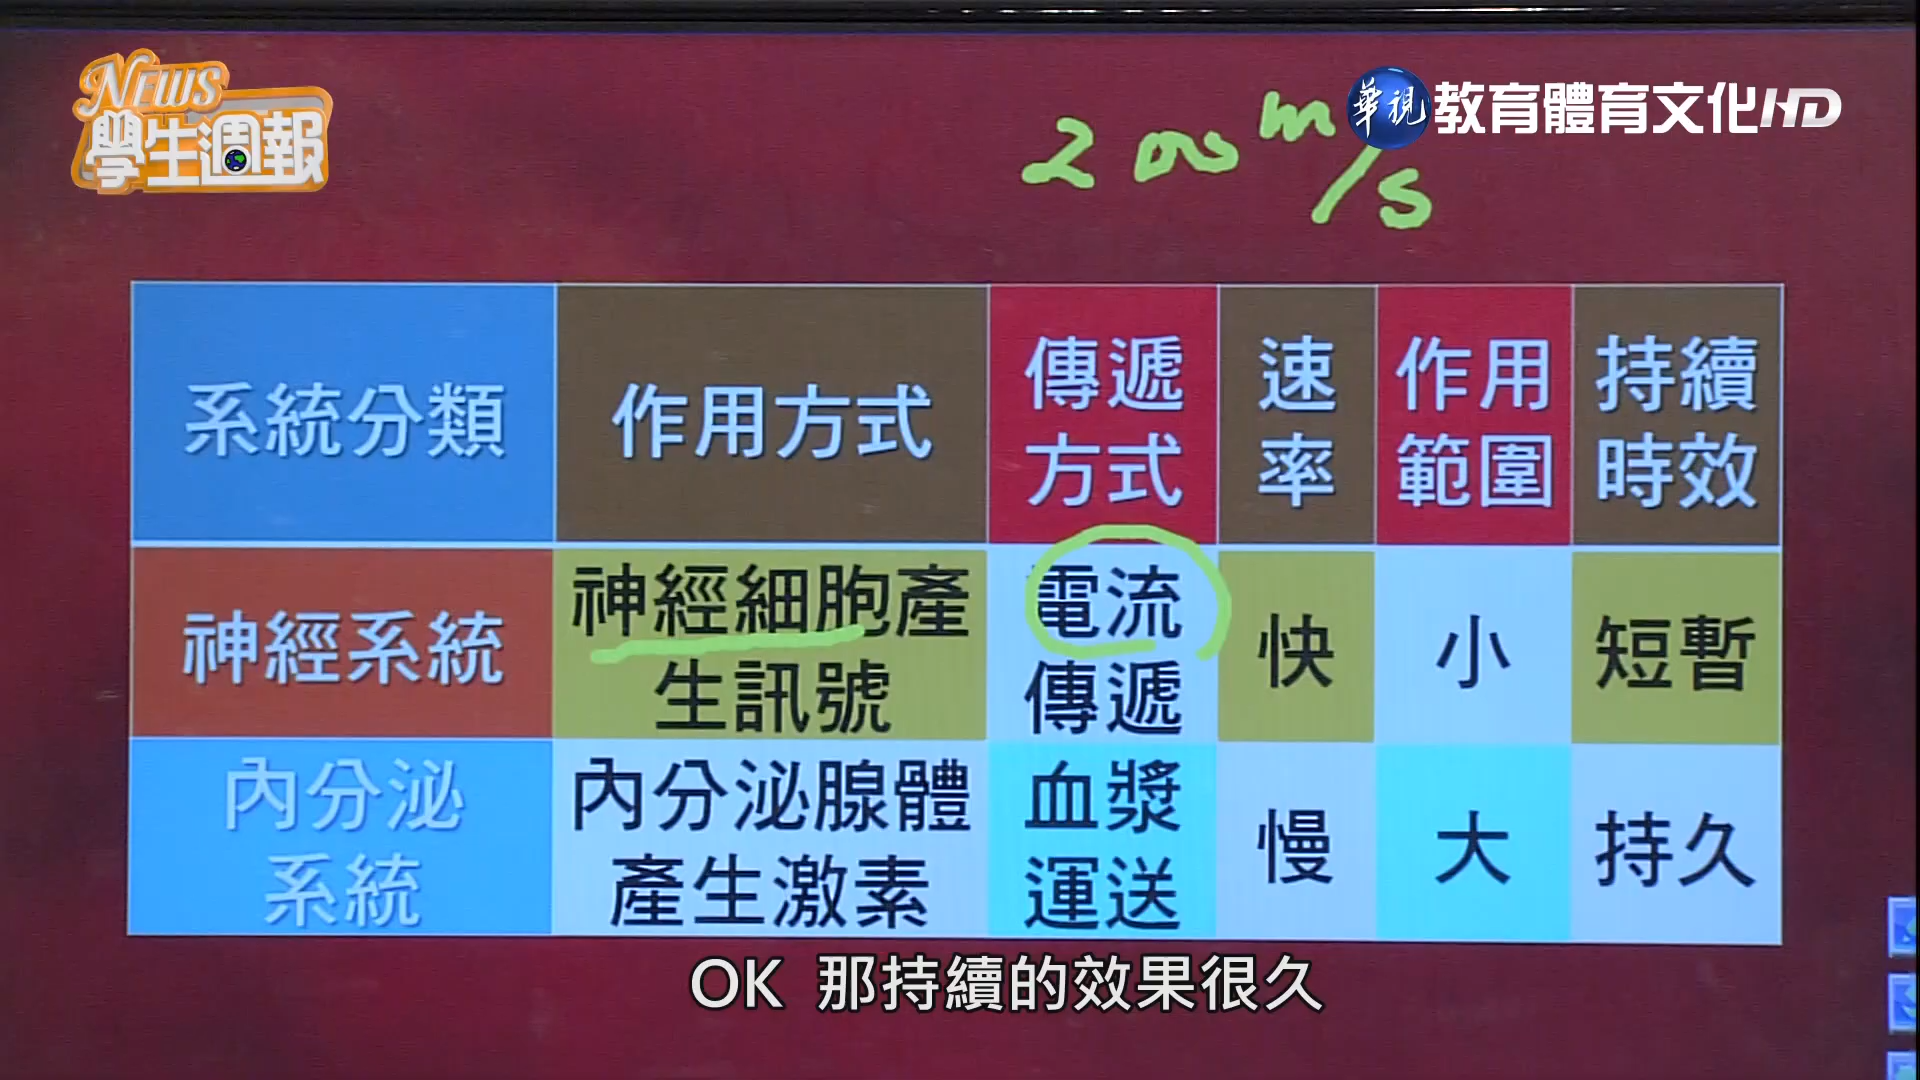 NEWS
學生週報
華視 教育體育文化HD
200 m/s
系統分類
作用方式
傳遞
方式
速
率
作用
範圍
持續
時效
神經系統
神經細胞產
生訊號
電流
傳遞
快
小
短暫
內分泌
系統
內分泌腺體
產生激素
血漿
運送
慢
大
持久
OK 那持續的效果很久